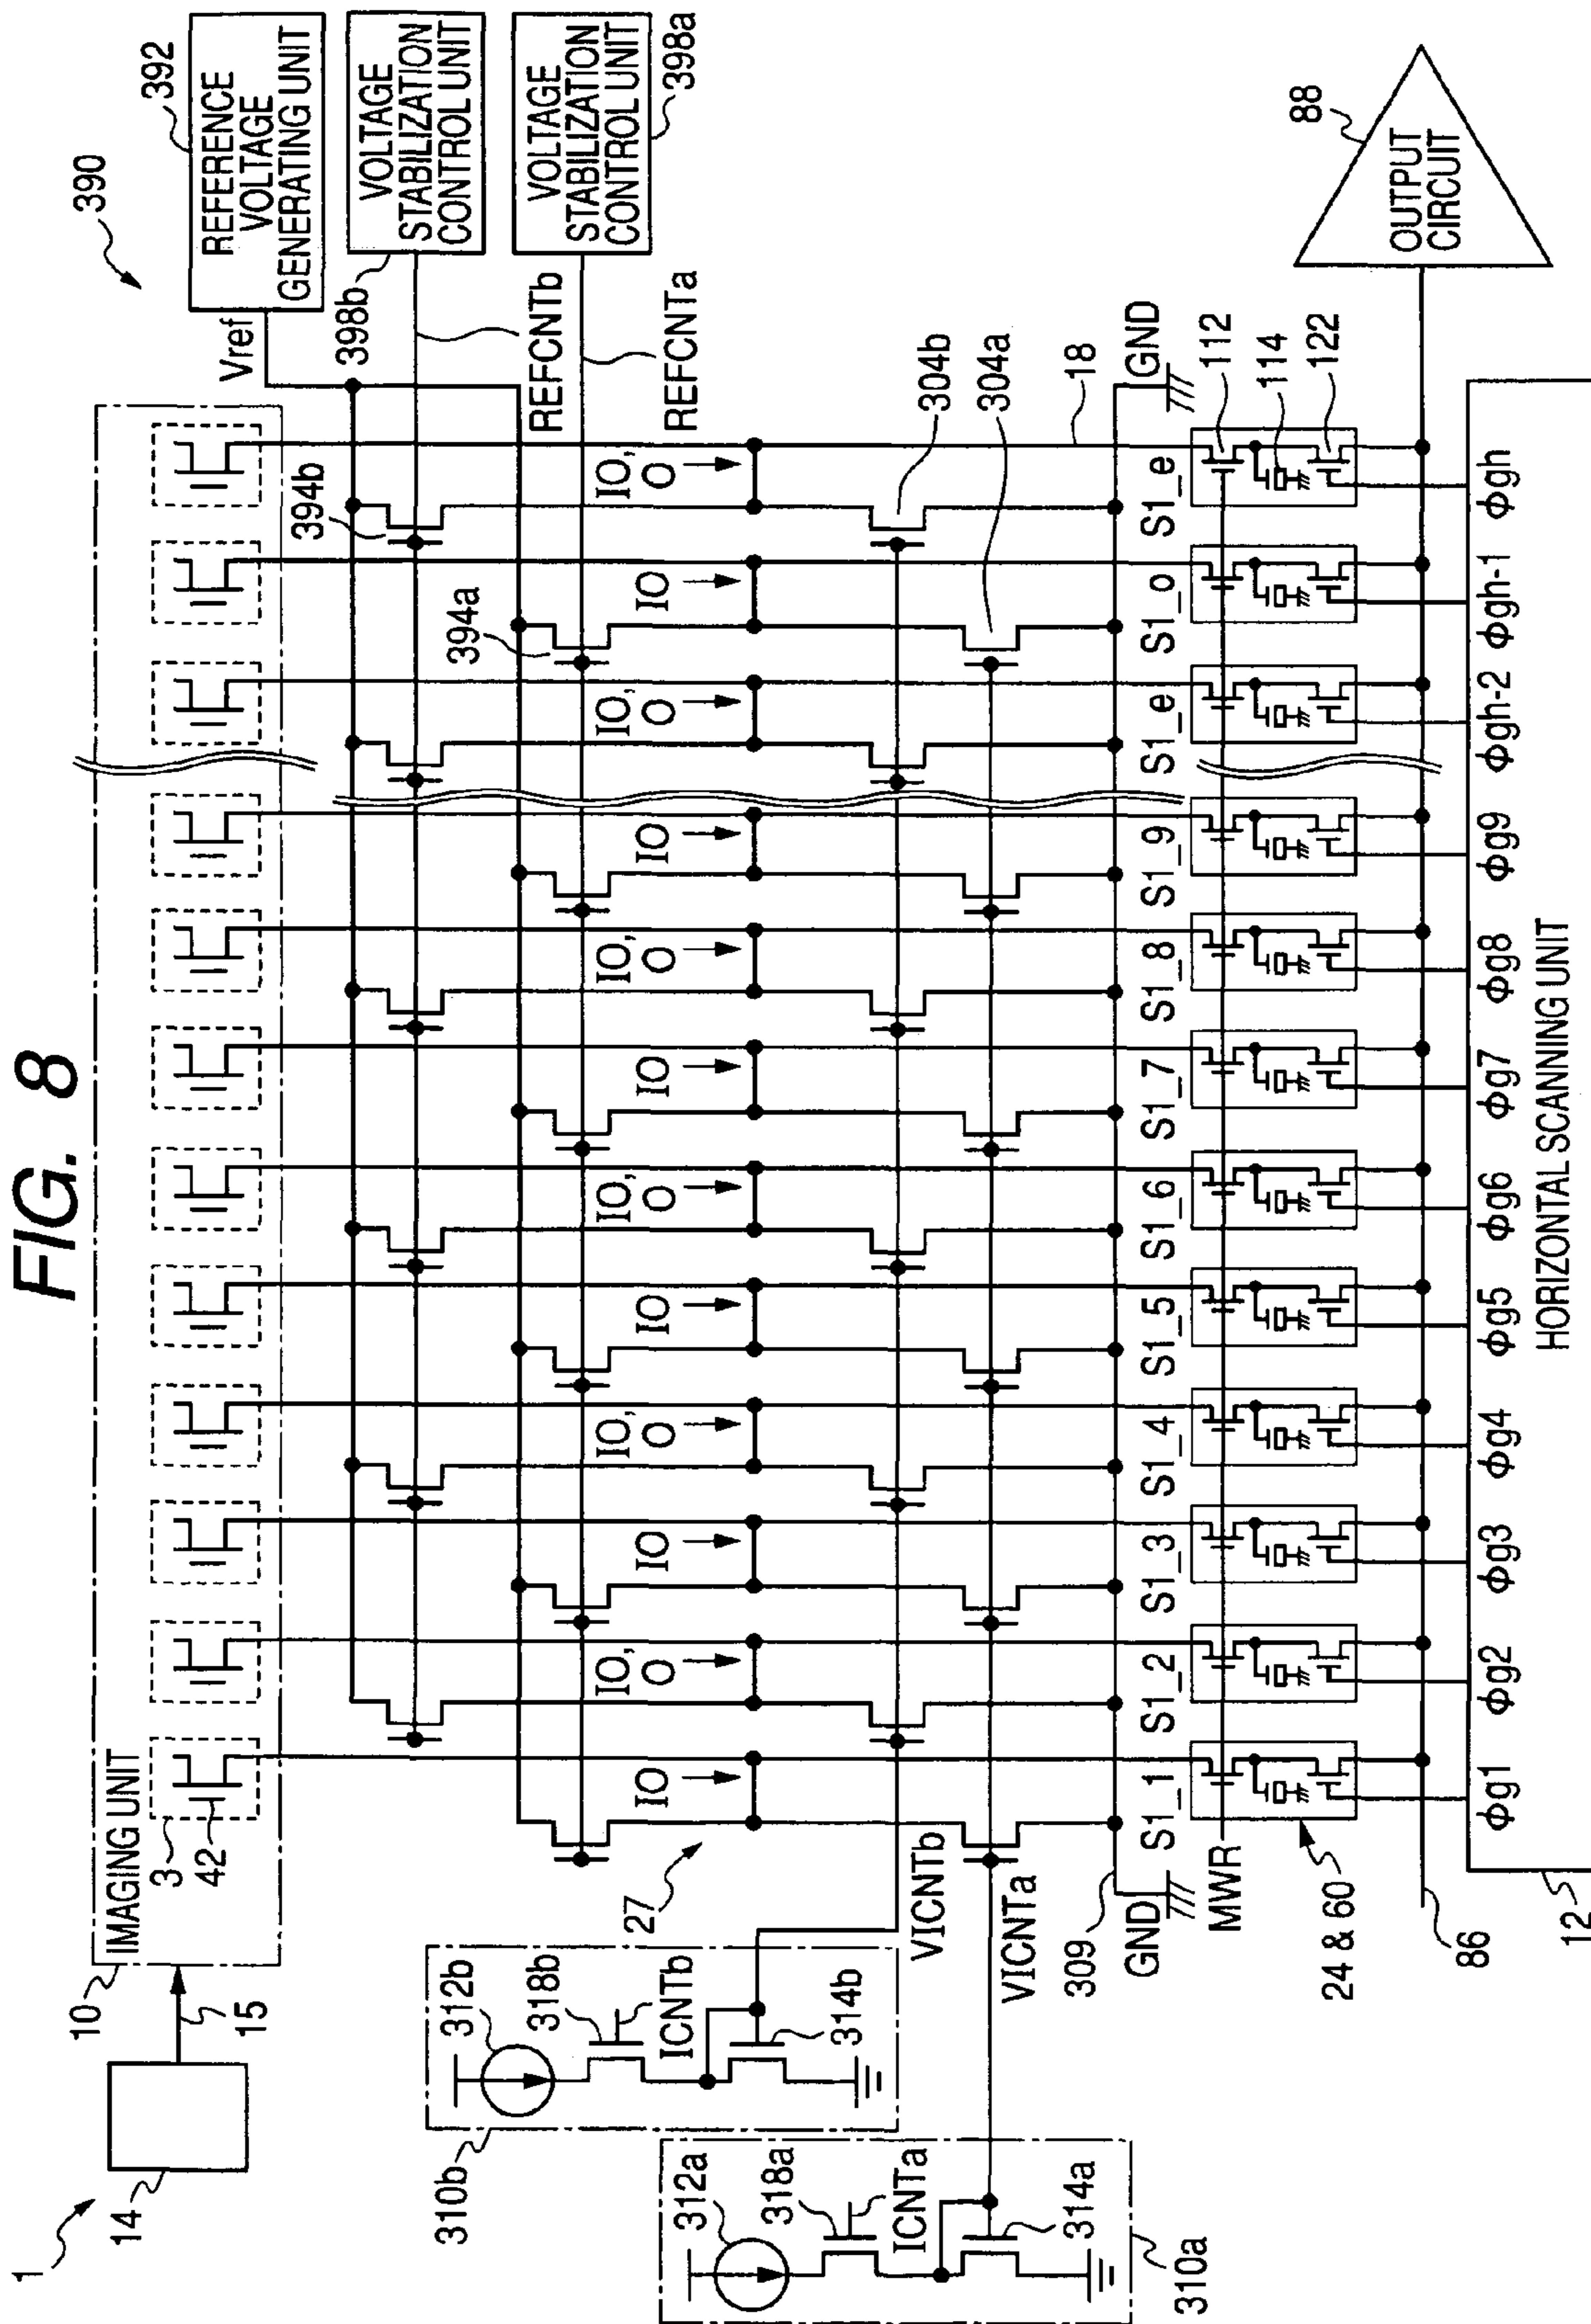 FIG. 8
1
14
15
10
IMAGING UNIT
3
42
390
392
REFERENCE
VOLTAGE
GENERATING UNIT
Vref
398b
VOLTAGE
STABILIZATION
CONTROL UNIT
VOLTAGE
STABILIZATION
CONTROL UNIT
398a
REFCNTb
REFCNTa
394b
394a
310b
312b
318b
ICNTb
314b
27
IO
IO,
O
IO
IO,
O
IO
IO,
O
IO
IO,
O
IO
IO,
O
IO
IO,
O
304b
304a
18
310a
312a
318a
ICNTa
314a
VICNTb
VICNTa
309
GND
GND
S1_1
S1_2
S1_3
S1_4
S1_5
S1_6
S1_7
S1_8
S1_9
S1_e
S1_o
S1_e
MWR
24 & 60
112
114
122
86
88
OUTPUT
CIRCUIT
Φg1
Φg2
Φg3
Φg4
Φg5
Φg6
Φg7
Φg8
Φg9
Φgh-2
Φgh-1
Φgh
12
HORIZONTAL SCANNING UNIT